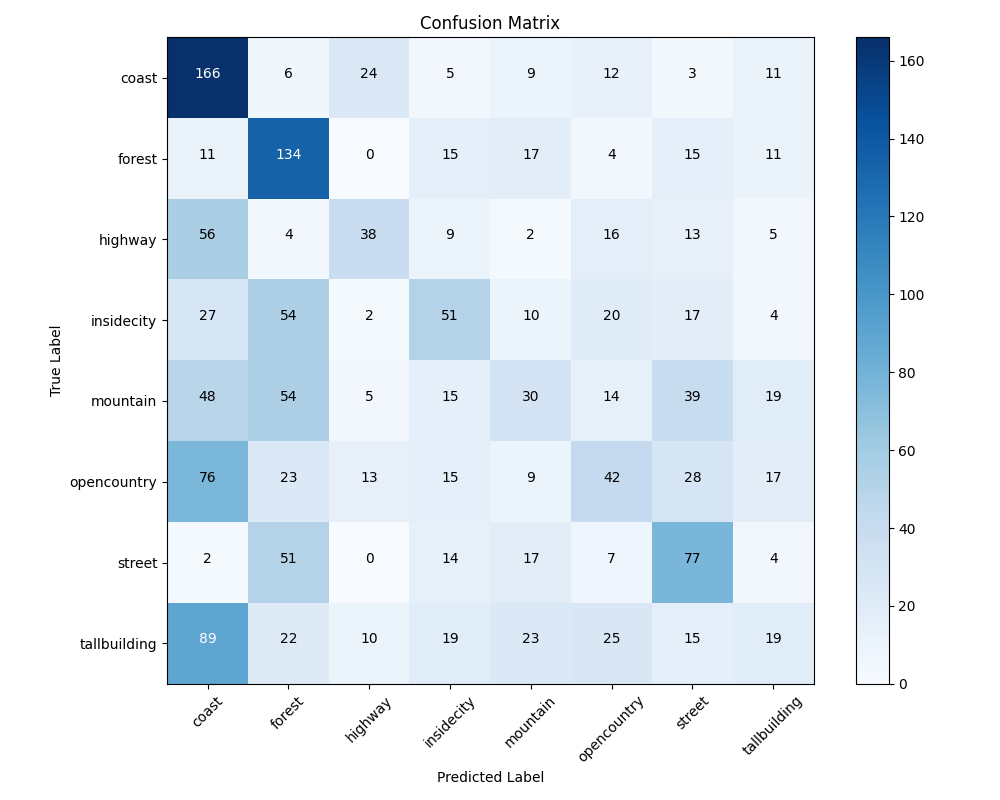 Confusion Matrix
coast 166 6 24 5 9 12 3 11
forest 11 134 0 15 17 4 15 11
highway 56 4 38 9 2 16 13 5
insidecity 27 54 2 51 10 20 17 4
mountain 48 54 5 15 30 14 39 19
opencountry 76 23 13 15 9 42 28 17
street 2 51 0 14 17 7 77 4
tallbuilding 89 22 10 19 23 25 15 19
coast forest highway insidecity mountain opencountry street tallbuilding
Predicted Label
True Label
160
140
120
100
80
60
40
20
0